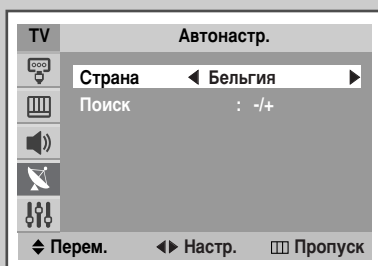 TV Автонастр.
Страна ◀ Бельгия ▶
Поиск : -/+
Перем. Настр. Пропуск